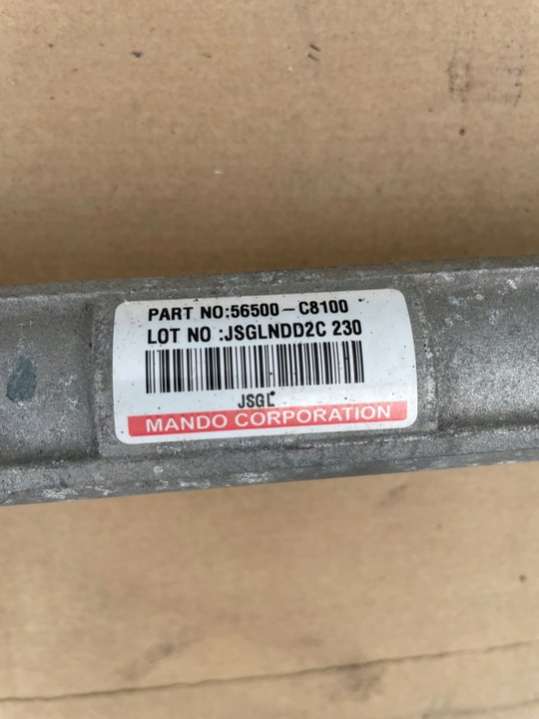 PART NO:56500-C8100
LOT NO :JSGLNDD2C 230
JSGL
MANDO CORPORATION